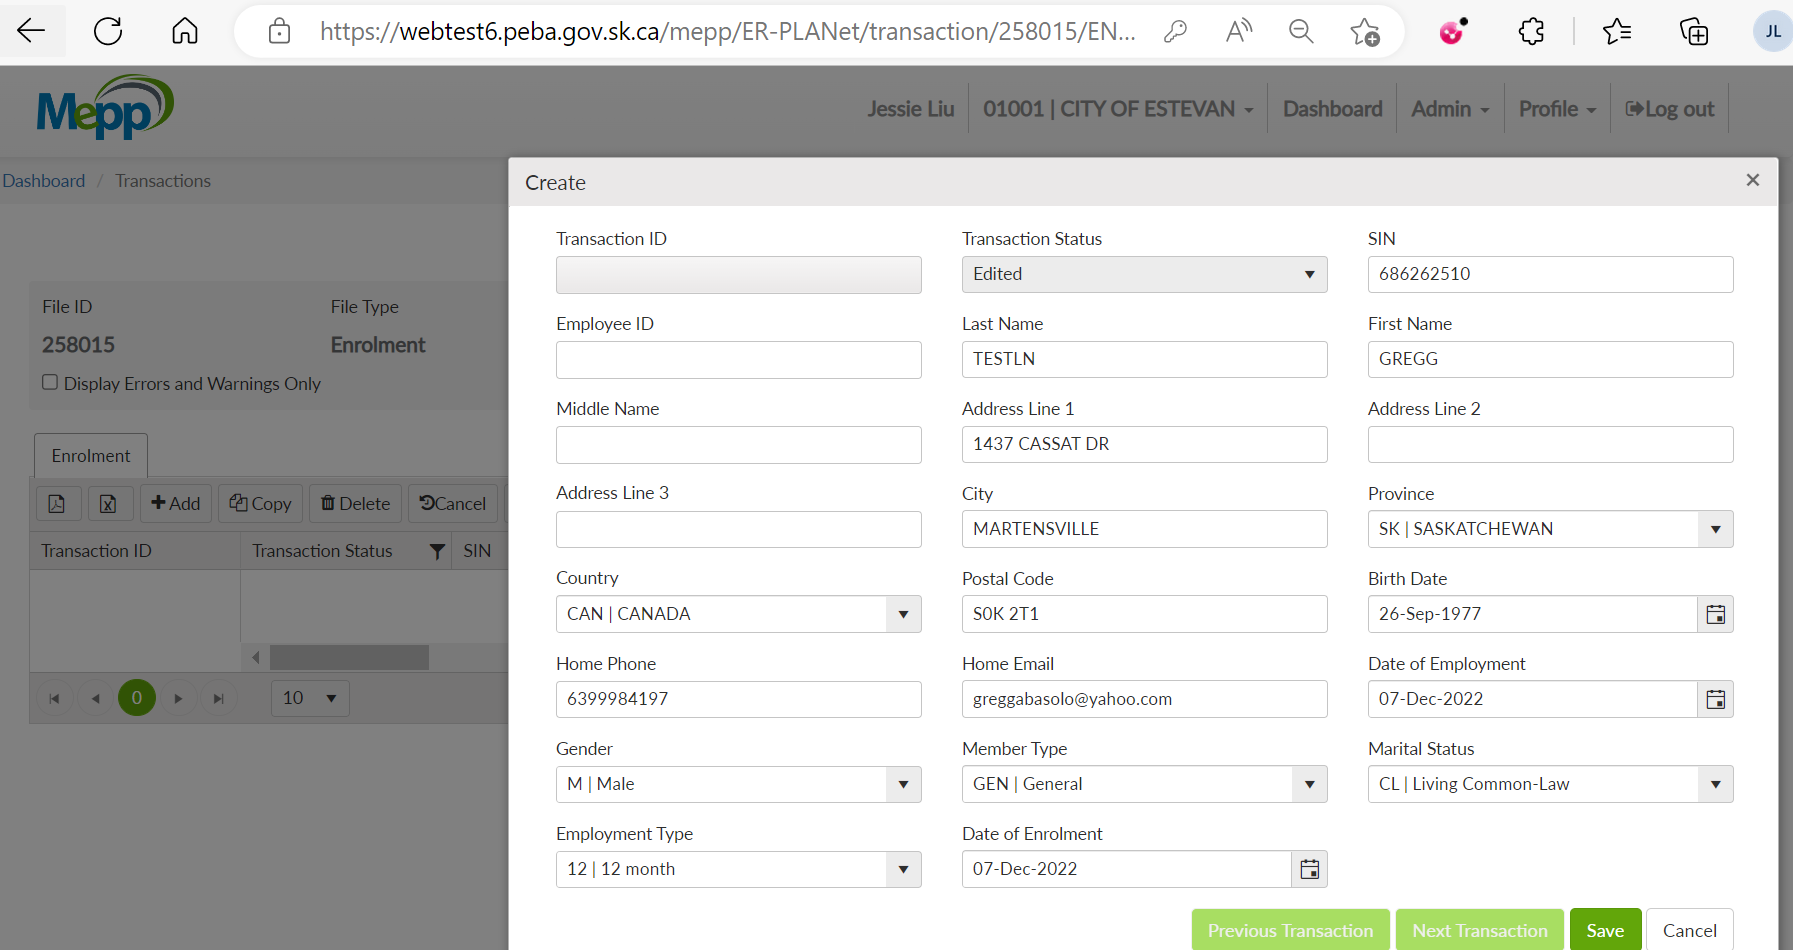 https://webtest6.peba.gov.sk.ca/mepp/ER-PLANet/transaction/258015/EN...
JL
Mepp
Jessie Liu
01001 | CITY OF ESTEVAN
Dashboard
Admin
Profile
Log out
Dashboard / Transactions
File ID
File Type
258015
Enrolment
Display Errors and Warnings Only
Enrolment
Add
Copy
Delete
Cancel
Transaction ID
Transaction Status
SIN
0
10
Create
Transaction ID
Transaction Status
SIN
Edited
686262510
Employee ID
Last Name
First Name
TESTLN
GREGG
Middle Name
Address Line 1
Address Line 2
1437 CASSAT DR
Address Line 3
City
Province
MARTENSVILLE
SK | SASKATCHEWAN
Country
Postal Code
Birth Date
CAN | CANADA
S0K 2T1
26-Sep-1977
Home Phone
Home Email
Date of Employment
6399984197
greggabasolo@yahoo.com
07-Dec-2022
Gender
Member Type
Marital Status
M | Male
GEN | General
CL | Living Common-Law
Employment Type
Date of Enrolment
12 | 12 month
07-Dec-2022
Previous Transaction
Next Transaction
Save
Cancel